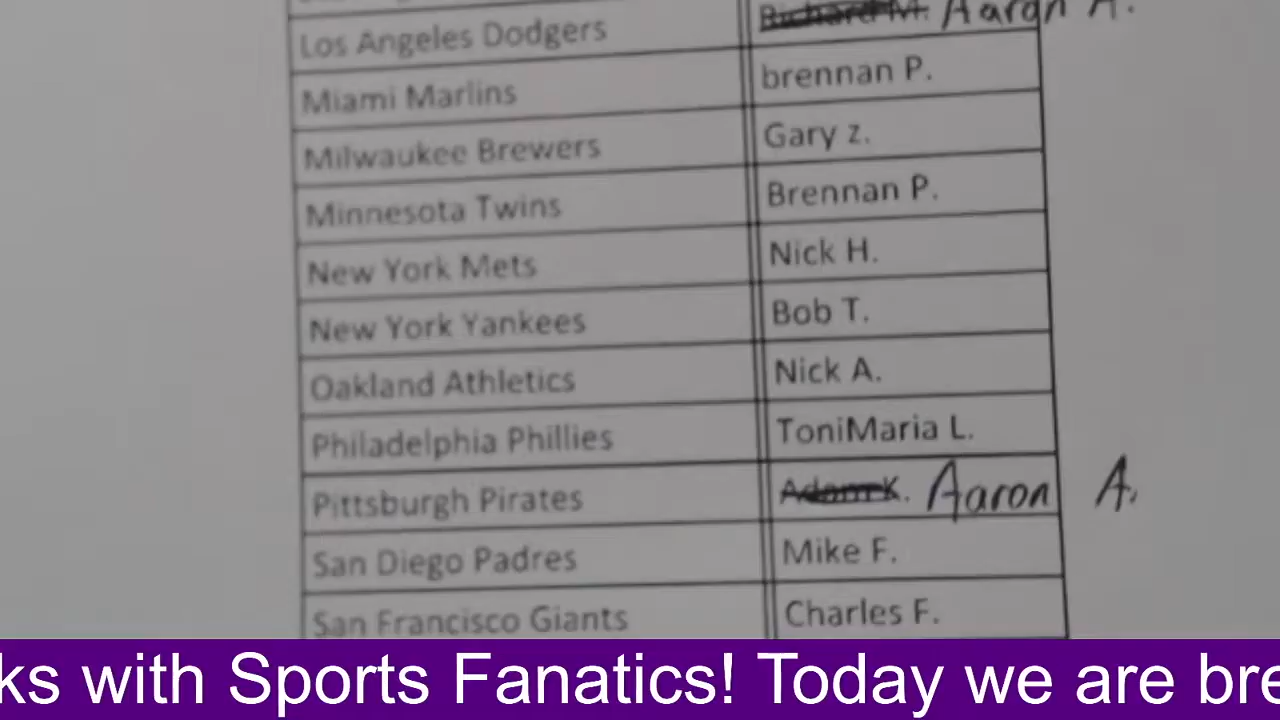 Los Angeles Dodgers Richard M. Aaron A.
Miami Marlins brennan P.
Milwaukee Brewers Gary z.
Minnesota Twins Brennan P.
New York Mets Nick H.
New York Yankees Bob T.
Oakland Athletics Nick A.
Philadelphia Phillies ToniMaria L.
Pittsburgh Pirates Adam K. Aaron A.
San Diego Padres Mike F.
San Francisco Giants Charles F.
ks with Sports Fanatics! Today we are bre